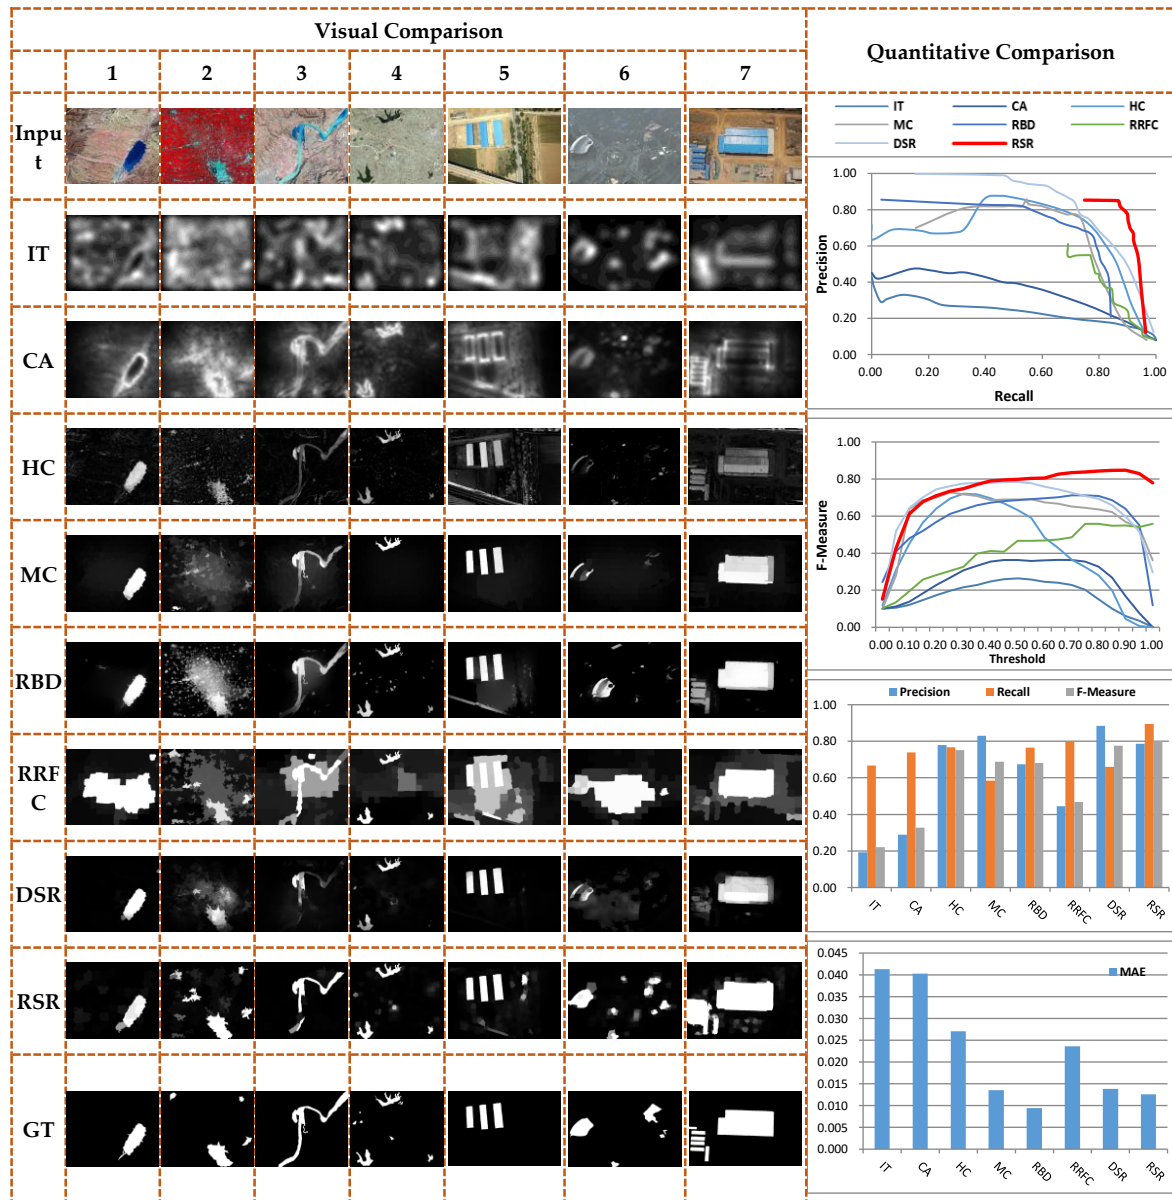 Visual Comparison
Quantitative Comparison
1 2 3 4 5 6 7
Inpu
t
IT
CA
HC
MC
RBD
RRF
C
DSR
RSR
GT
IT CA HC
MC RBD RRFC
DSR RSR
1.00
0.80
0.60
0.40
0.20
0.00
Precision
0.00 0.20 0.40 0.60 0.80 1.00
Recall
1.00
0.80
0.60
0.40
0.20
0.00
F-Measure
0.00 0.10 0.20 0.30 0.40 0.50 0.60 0.70 0.80 0.90 1.00
Threshold
Precision Recall F-Measure
1.00
0.80
0.60
0.40
0.20
0.00
IT CA HC MC RBD RRFC DSR RSR
MAE
0.045
0.040
0.035
0.030
0.025
0.020
0.015
0.010
0.005
0.000
IT CA HC MC RBD RRFC DSR RSR